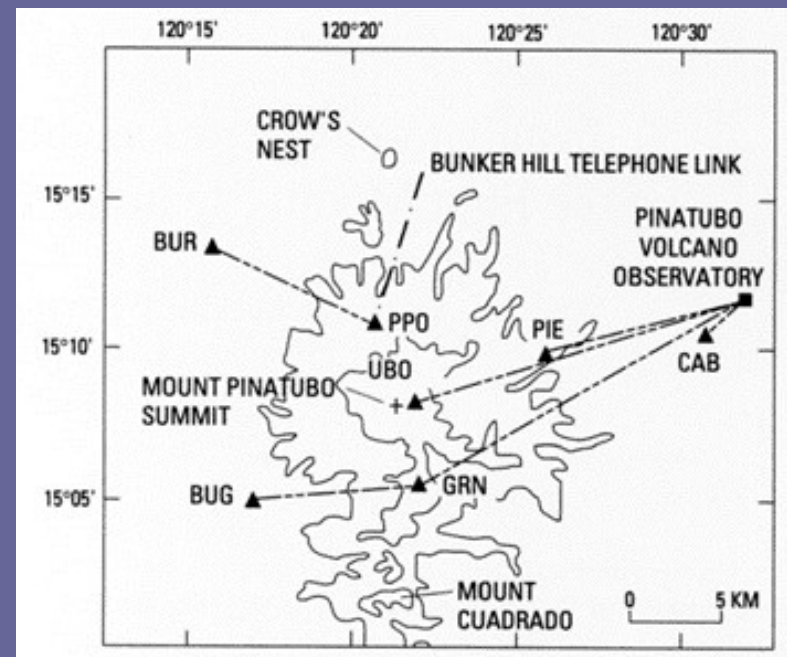 120°15'
120°20'
120°26'
120°30'
CROW'S
NEST
BUNKER HILL TELEPHONE LINK
15°15'
PINATUBO
VOLCANO
OBSERVATORY
BUR
PPO
PIE
15°10'
CAB
UBO
MOUNT PINATUBO
SUMMIT
BUG
GRN
15°05'
MOUNT
CUADRADO
0
5 KM